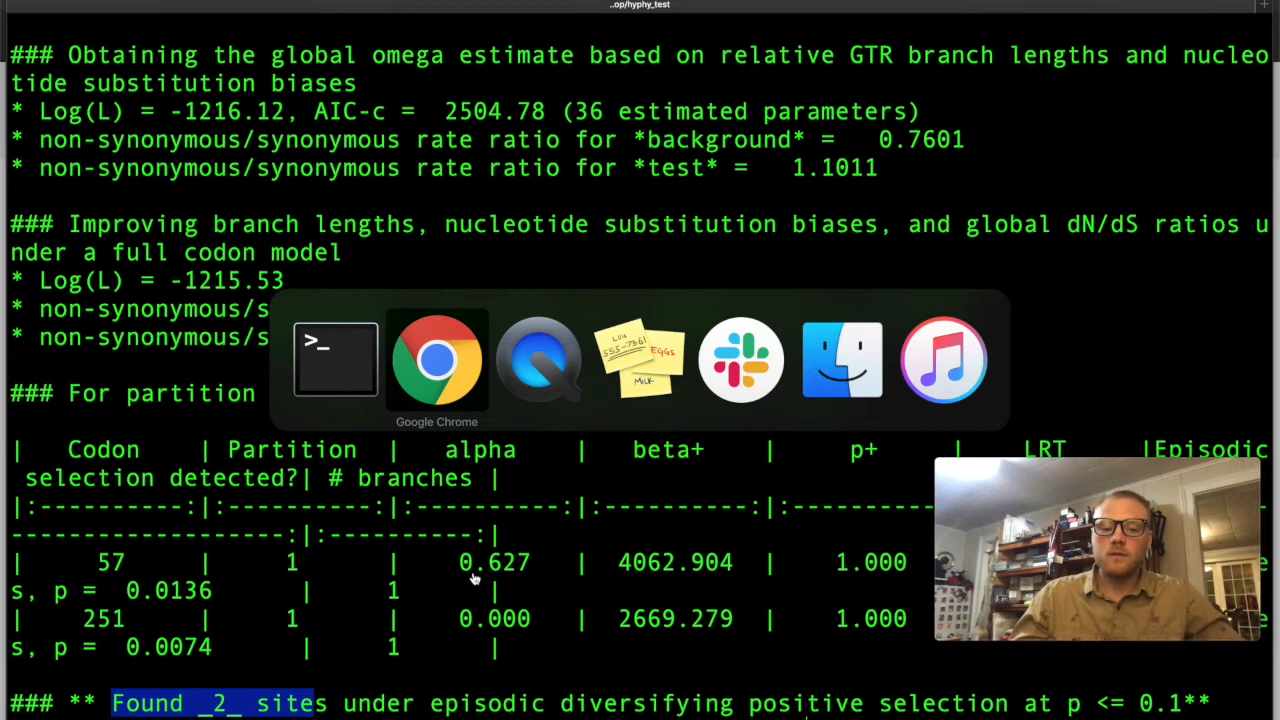 ..op/hyphy_test
### Obtaining the global omega estimate based on relative GTR branch lengths and nucleo
tide substitution biases
* Log(L) = -1216.12, AIC-c =  2504.78 (36 estimated parameters)
* non-synonymous/synonymous rate ratio for *background* =   0.7601
* non-synonymous/synonymous rate ratio for *test* =   1.1011
### Improving branch lengths, nucleotide substitution biases, and global dN/dS ratios u
nder a full codon model
* Log(L) = -1215.53
* non-synonymous/s
* non-synonymous/s
LOU
555-7361
EGGS
MILK
>_
Google Chrome
### For partition
|    Codon     |  Partition   |    alpha     |    beta+     |      p+      |     LRT      |Episodic
selection detected?| # branches |
|:----------:|:----------:|:----------:|:----------:|:------
-------------------:|:----------:|
|      57      |      1       |    0.627     |   4062.904   |    1.000
s, p =  0.0136       |     1      |
|     251      |      1       |    0.000     |   2669.279   |    1.000
s, p =  0.0074       |     1      |
### ** Found _2_ sites under episodic diversifying positive selection at p <= 0.1**